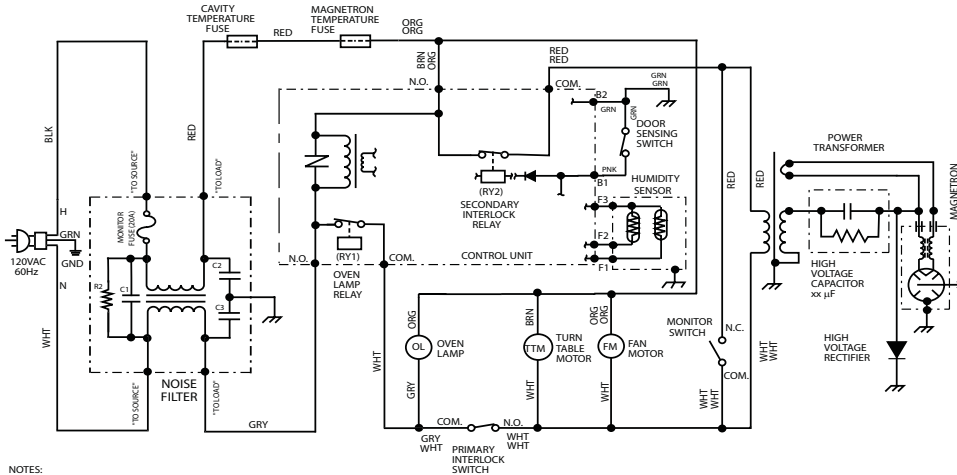 CAVITY
TEMPERATURE
FUSE
RED
MAGNETRON
TEMPERATURE
FUSE
ORG
ORG
BRN
ORG
RED
RED
N.O.
COM.
B2
GRN
GRN
GRN
GRN
DOOR
SENSING
SWITCH
POWER
TRANSFORMER
BLK
RED
"TO SOURCE"
"TO LOAD"
PNK
B1
(RY2)
SECONDARY
INTERLOCK
RELAY
HUMIDITY
SENSOR
F3
F2
F1
RED
RED
MAGNETRON
H
GRN
GND
120VAC
60Hz
N
MONITOR
FUSE (20A)
R2
C1
C2
C3
N.O.
(RY1)
COM.
OVEN
LAMP
RELAY
CONTROL UNIT
HIGH
VOLTAGE
CAPACITOR
xx µF
WHT
ORG
OL
OVEN
LAMP
GRY
WHT
BRN
TTM
TURN
TABLE
MOTOR
WHT
ORG
ORG
FM
FAN
MOTOR
WHT
MONITOR
SWITCH
N.C.
COM.
WHT
WHT
WHT
WHT
HIGH
VOLTAGE
RECTIFIER
"TO SOURCE"
NOISE
FILTER
"TO LOAD"
GRY
COM.
N.O.
GRY
WHT
WHT
WHT
PRIMARY
INTERLOCK
SWITCH
NOTES: